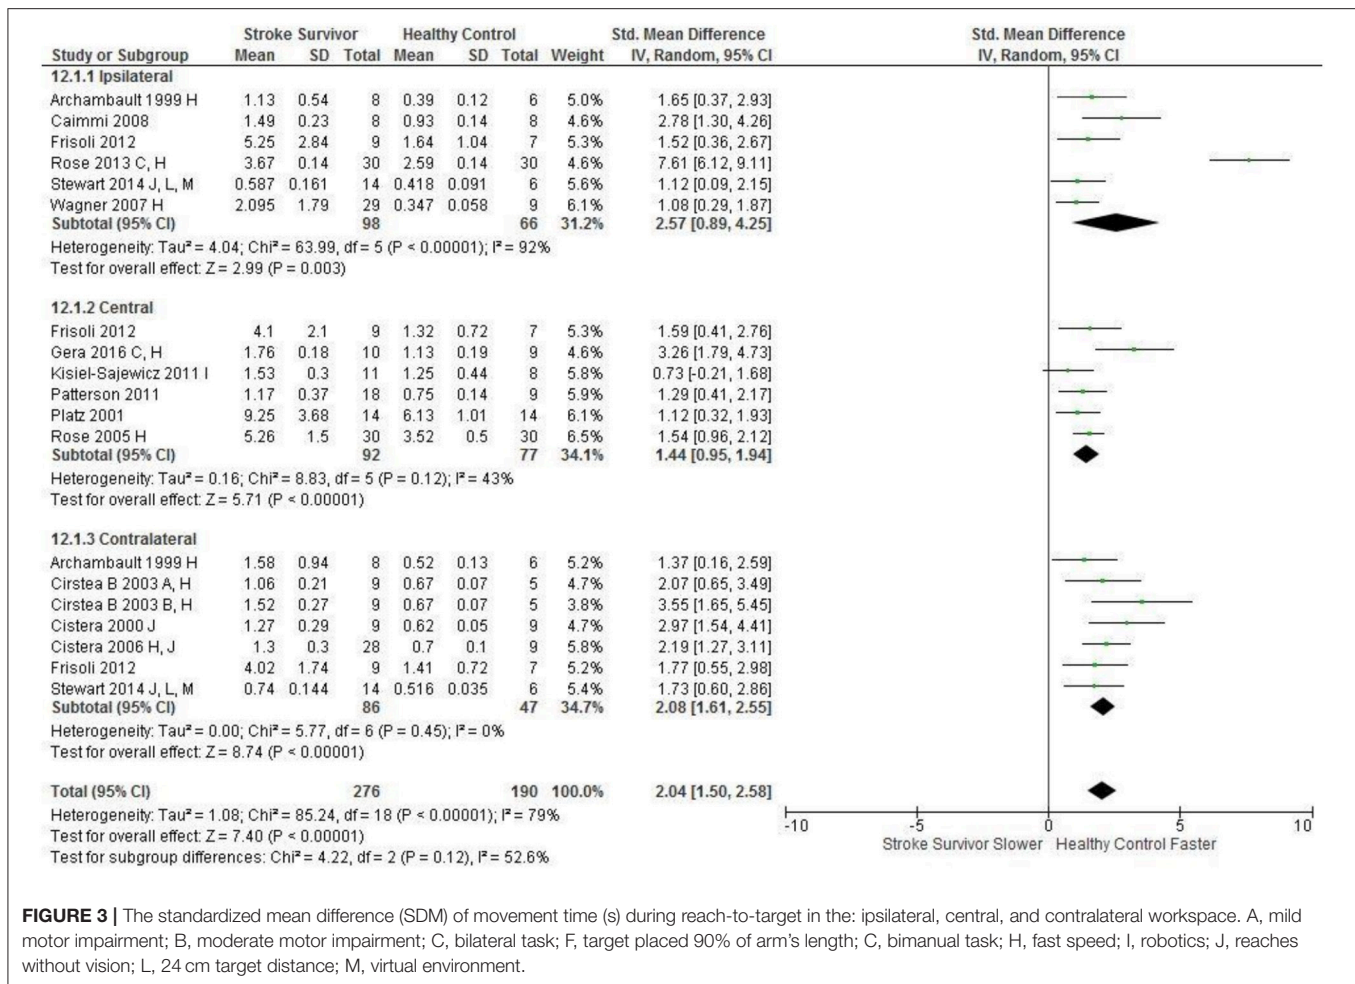 Stroke Survivor Healthy Control Std. Mean Difference Std. Mean Difference
Study or Subgroup Mean SD Total Mean SD Total Weight IV, Random, 95% CI IV, Random, 95% CI
12.1.1 Ipsilateral
Archambault 1999 H 1.13 0.54 8 0.39 0.12 6 5.0% 1.65 [0.37, 2.93]
Caimmi 2008 1.49 0.23 8 0.93 0.14 8 4.6% 2.78 [1.30, 4.26]
Frisoli 2012 5.25 2.84 9 1.64 1.04 7 5.3% 1.52 [0.36, 2.67]
Rose 2013 C, H 3.67 0.14 30 2.59 0.14 30 4.6% 7.61 [6.12, 9.11]
Stewart 2014 J, L, M 0.587 0.161 14 0.418 0.091 6 5.6% 1.12 [0.09, 2.15]
Wagner 2007 H 2.095 1.79 29 0.347 0.058 9 6.1% 1.08 [0.29, 1.87]
Subtotal (95% CI) 98 66 31.2% 2.57 [0.89, 4.25]
Heterogeneity: Tau² = 4.04; Chi² = 63.99, df = 5 (P < 0.00001); I² = 92%
Test for overall effect: Z = 2.99 (P = 0.003)
12.1.2 Central
Frisoli 2012 4.1 2.1 9 1.32 0.72 7 5.3% 1.59 [0.41, 2.76]
Gera 2016 C, H 1.76 0.18 10 1.13 0.19 9 4.6% 3.26 [1.79, 4.73]
Kisiel-Sajewicz 2011 I 1.53 0.3 11 1.25 0.44 8 5.8% 0.73 [-0.21, 1.68]
Patterson 2011 1.17 0.37 18 0.75 0.14 9 5.9% 1.29 [0.41, 2.17]
Platz 2001 9.25 3.68 14 6.13 1.01 14 6.1% 1.12 [0.32, 1.93]
Rose 2005 H 5.26 1.5 30 3.52 0.5 30 6.5% 1.54 [0.96, 2.12]
Subtotal (95% CI) 92 77 34.1% 1.44 [0.95, 1.94]
Heterogeneity: Tau² = 0.16; Chi² = 8.83, df = 5 (P = 0.12); I² = 43%
Test for overall effect: Z = 5.71 (P < 0.00001)
12.1.3 Contralateral
Archambault 1999 H 1.58 0.94 8 0.52 0.13 6 5.2% 1.37 [0.16, 2.59]
Cirstea B 2003 A, H 1.06 0.21 9 0.67 0.07 5 4.7% 2.07 [0.65, 3.49]
Cirstea B 2003 B, H 1.52 0.27 9 0.67 0.07 5 3.8% 3.55 [1.65, 5.45]
Cistera 2000 J 1.27 0.29 9 0.62 0.05 9 4.7% 2.97 [1.54, 4.41]
Cistera 2006 H, J 1.3 0.3 28 0.7 0.1 9 5.8% 2.19 [1.27, 3.11]
Frisoli 2012 4.02 1.74 9 1.41 0.72 7 5.2% 1.77 [0.55, 2.98]
Stewart 2014 J, L, M 0.74 0.144 14 0.516 0.035 6 5.4% 1.73 [0.60, 2.86]
Subtotal (95% CI) 86 47 34.7% 2.08 [1.61, 2.55]
Heterogeneity: Tau² = 0.00; Chi² = 5.77, df = 6 (P = 0.45); I² = 0%
Test for overall effect: Z = 8.74 (P < 0.00001)
Total (95% CI) 276 190 100.0% 2.04 [1.50, 2.58]
Heterogeneity: Tau² = 1.08; Chi² = 85.24, df = 18 (P < 0.00001); I² = 79%
Test for overall effect: Z = 7.40 (P < 0.00001)
Test for subgroup differences: Chi² = 4.22, df = 2 (P = 0.12), I² = 52.6%
-10 -5 0 5 10
Stroke Survivor Slower Healthy Control Faster
FIGURE 3 | The standardized mean difference (SDM) of movement time (s) during reach-to-target in the: ipsilateral, central, and contralateral workspace. A, mild
motor impairment; B, moderate motor impairment; C, bilateral task; F, target placed 90% of arm's length; C, bimanual task; H, fast speed; I, robotics; J, reaches
without vision; L, 24 cm target distance; M, virtual environment.